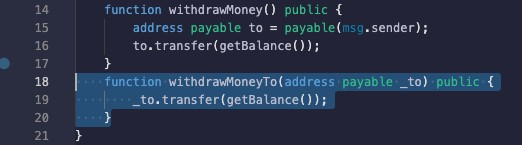 14 function withdrawMoney() public {
15 address payable to = payable(msg.sender);
16 to.transfer(getBalance());
17 }
18 function withdrawMoneyTo(address payable _to) public {
19 _to.transfer(getBalance());
20 }
21 }